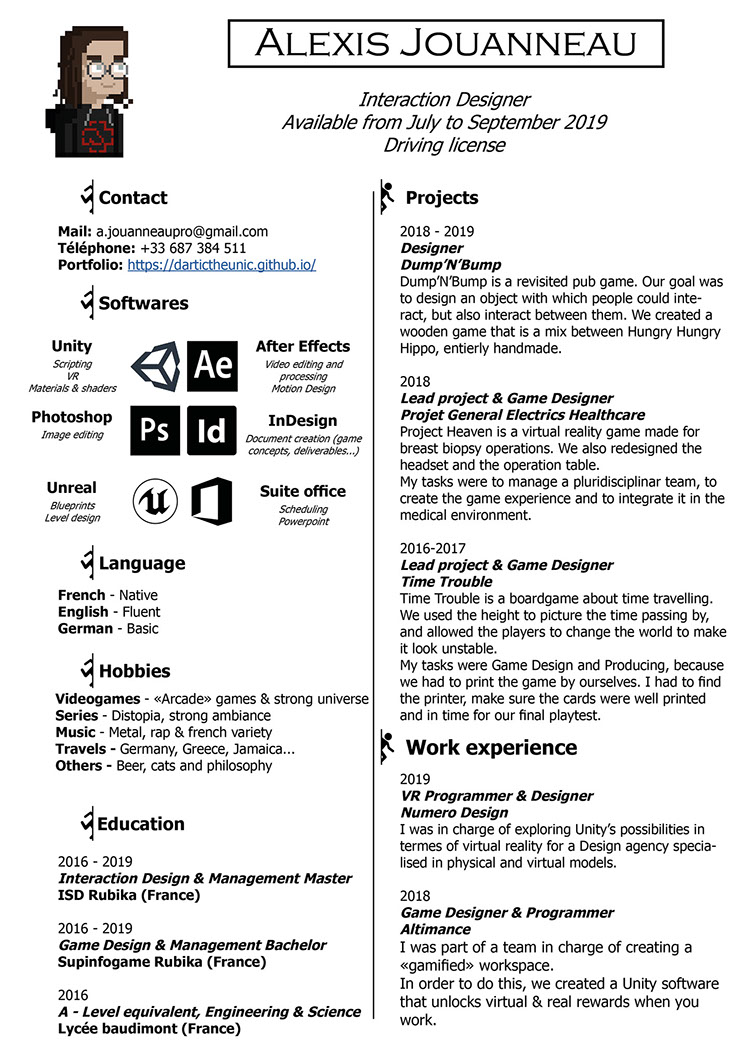 Alexis Jouanneau
Interaction Designer
Available from July to September 2019
Driving license
Contact
Mail: a.jouanneaupro@gmail.com
Téléphone: +33 687 384 511
Portfolio: https://dartictheunic.github.io/
Softwares
Unity
Scripting
VR
Materials & shaders
Ae
After Effects
Video editing and
processing
Motion Design
Photoshop
Image editing
Ps
Id
InDesign
Document creation (game
concepts, deliverables...)
Unreal
Blueprints
Level design
Suite office
Scheduling
Powerpoint
Language
French - Native
English - Fluent
German - Basic
Hobbies
Videogames - «Arcade» games & strong universe
Series - Distopia, strong ambiance
Music - Metal, rap & french variety
Travels - Germany, Greece, Jamaica...
Others - Beer, cats and philosophy
Education
2016 - 2019
Interaction Design & Management Master
ISD Rubika (France)
2016 - 2019
Game Design & Management Bachelor
Supinfogame Rubika (France)
2016
A - Level equivalent, Engineering & Science
Lycée baudimont (France)
Projects
2018 - 2019
Designer
Dump’N’Bump
Dump’N’Bump is a revisited pub game. Our goal was
to design an object with which people could inte-
ract, but also interact between them. We created a
wooden game that is a mix between Hungry Hungry
Hippo, entierly handmade.
2018
Lead project & Game Designer
Projet General Electrics Healthcare
Project Heaven is a virtual reality game made for
breast biopsy operations. We also redesigned the
headset and the operation table.
My tasks were to manage a pluridisciplinar team, to
create the game experience and to integrate it in the
medical environment.
2016-2017
Lead project & Game Designer
Time Trouble
Time Trouble is a boardgame about time travelling.
We used the height to picture the time passing by,
and allowed the players to change the world to make
it look unstable.
My tasks were Game Design and Producing, because
we had to print the game by ourselves. I had to find
the printer, make sure the cards were well printed
and in time for our final playtest.
Work experience
2019
VR Programmer & Designer
Numero Design
I was in charge of exploring Unity’s possibilities in
termes of virtual reality for a Design agency specia-
lised in physical and virtual models.
2018
Game Designer & Programmer
Altimance
I was part of a team in charge of creating a
«gamified» workspace.
In order to do this, we created a Unity software
that unlocks virtual & real rewards when you
work.